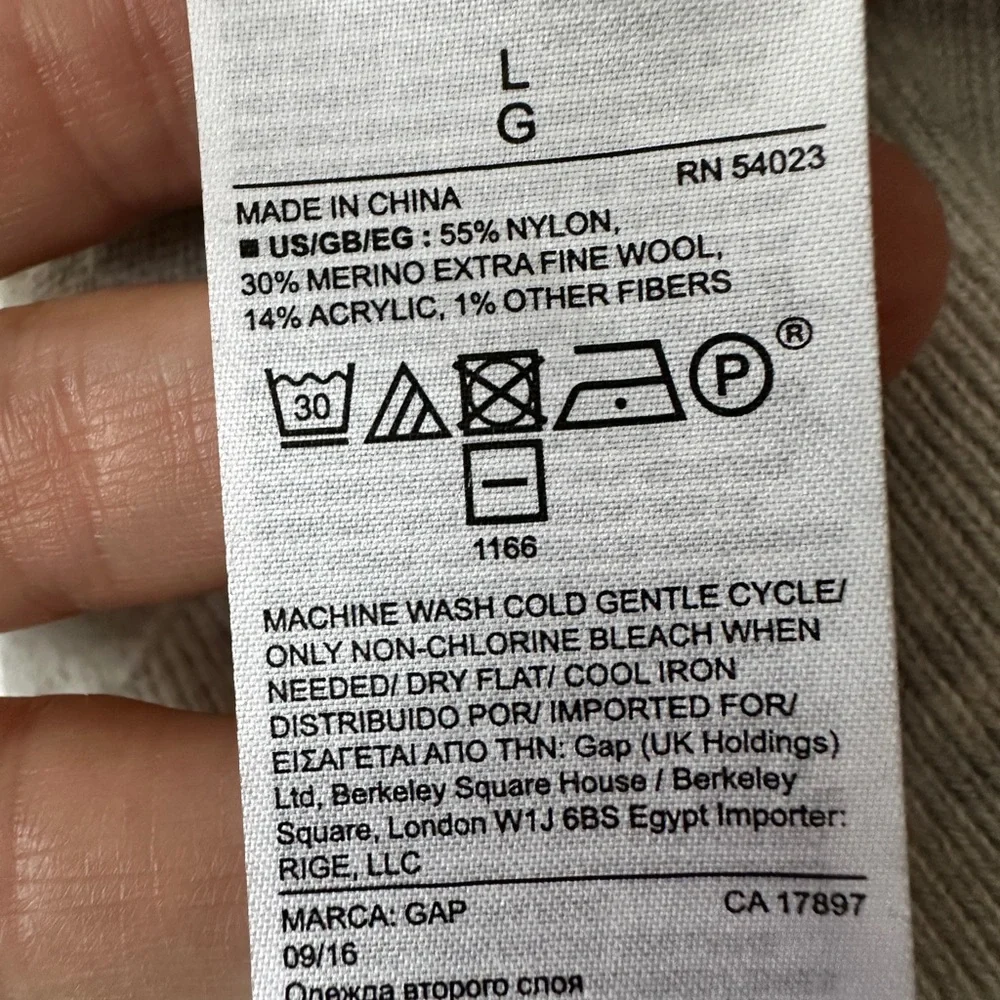 L
G
RN 54023
MADE IN CHINA
■ US/GB/EG : 55% NYLON,
30% MERINO EXTRA FINE WOOL,
14% ACRYLIC, 1% OTHER FIBERS
30
P ®
1166
MACHINE WASH COLD GENTLE CYCLE/
ONLY NON-CHLORINE BLEACH WHEN
NEEDED/ DRY FLAT/ COOL IRON
DISTRIBUIDO POR/ IMPORTED FOR/
ΕΙΣΑΓΕΤΑΙ ΑΠΟ ΤΗΝ: Gap (UK Holdings)
Ltd, Berkeley Square House / Berkeley
Square, London W1J 6BS Egypt Importer:
RIGE, LLC
MARCA: GAP CA 17897
09/16
Одежда второго слоя